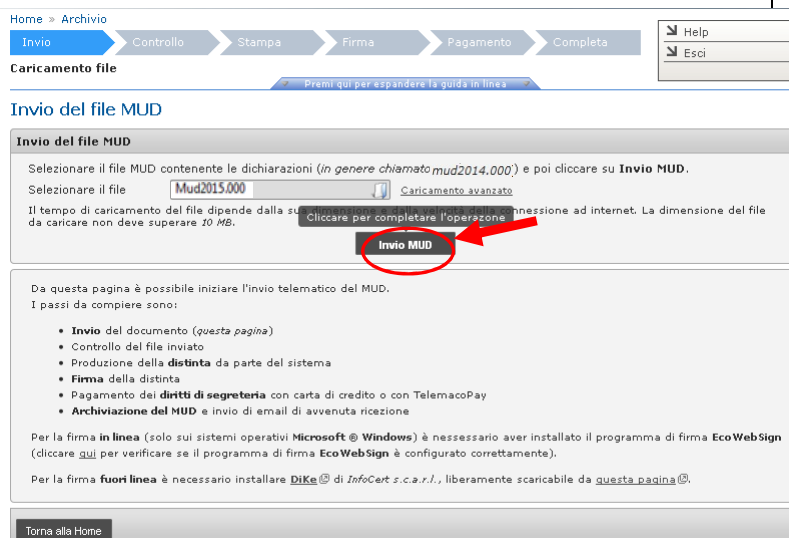 Home » Archivio
Invio Controllo Stampa Firma Pagamento Completa
Help
Esci
Caricamento file
Premi qui per espandere la guida in linea
Invio del file MUD
Invio del file MUD
Selezionare il file MUD contenente le dichiarazioni (in genere chiamato mud2014.000') e poi cliccare su Invio MUD.
Selezionare il file Mud2015.000 Caricamento avanzato
Il tempo di caricamento del file dipende dalla sua dimensione e dalla velocità della connessione ad internet. La dimensione del file
da caricare non deve superare 10 MB.
Cliccare per completare l'operazone
Invio MUD
Da questa pagina è possibile iniziare l'invio telematico del MUD.
I passi da compiere sono:
• Invio del documento (questa pagina)
• Controllo del file inviato
• Produzione della distinta da parte del sistema
• Firma della distinta
• Pagamento dei diritti di segreteria con carta di credito o con TelemacoPay
• Archiviazione del MUD e invio di email di avvenuta ricezione
Per la firma in linea (solo sui sistemi operativi Microsoft ® Windows) è nessessario aver installato il programma di firma EcoWebSign
(cliccare qui per verificare se il programma di firma EcoWebSign è configurato correttamente).
Per la firma fuori linea è necessario installare DiKe di InfoCert s.c.a.r.l., liberamente scaricabile da questa pagina.
Torna alla Home